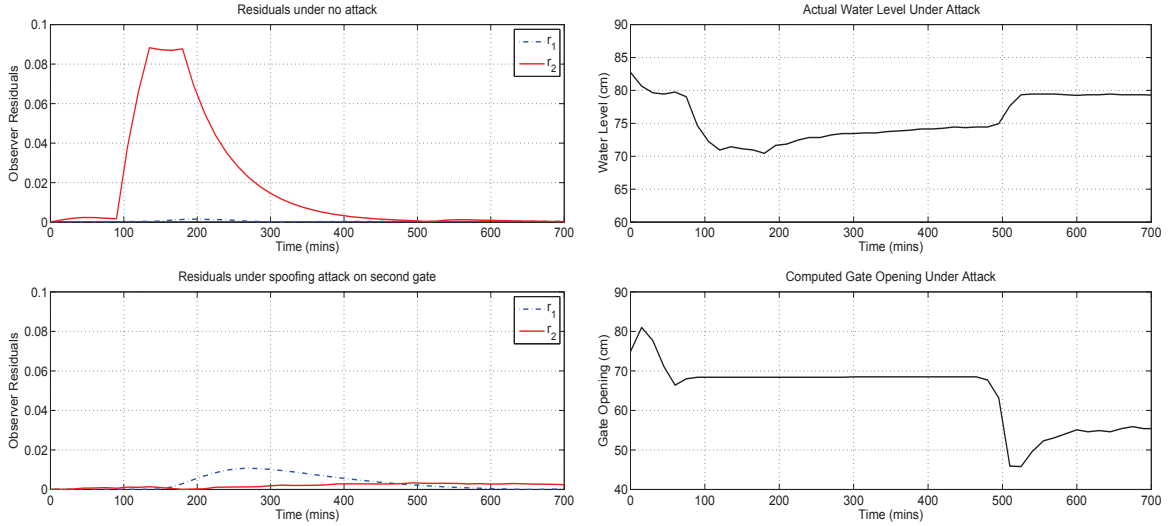 Residuals under no attack
0.1
0.08
0.06
0.04
0.02
0
Observer Residuals
r1
r2
0 100 200 300 400 500 600 700
Time (mins)
Actual Water Level Under Attack
90
85
80
75
70
65
60
Water Level (cm)
0 100 200 300 400 500 600 700
Time (mins)
Residuals under spoofing attack on second gate
0.1
0.08
0.06
0.04
0.02
0
Observer Residuals
r1
r2
0 100 200 300 400 500 600 700
Time (mins)
Computed Gate Opening Under Attack
90
80
70
60
50
40
Gate Opening (cm)
0 100 200 300 400 500 600 700
Time (mins)